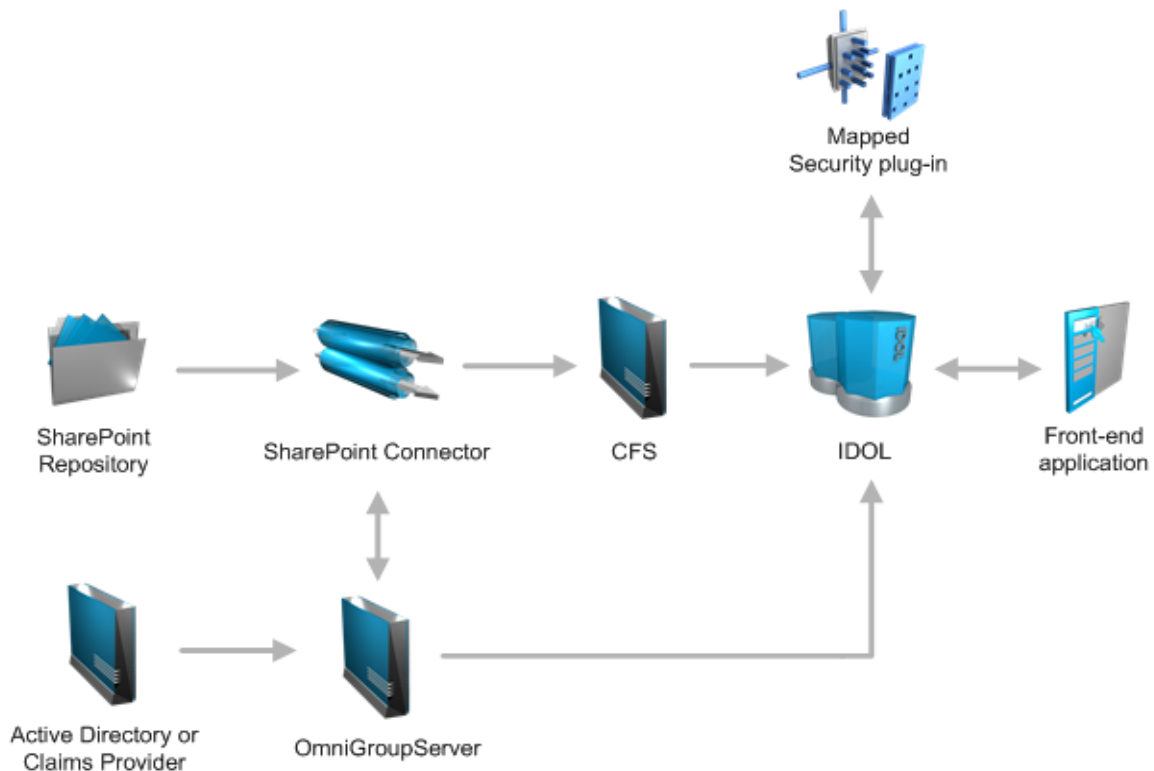 Mapped
Security plug-in
IDOL
SharePoint
Repository
SharePoint Connector
CFS
IDOL
Front-end
application
Active Directory or
Claims Provider
OmniGroupServer